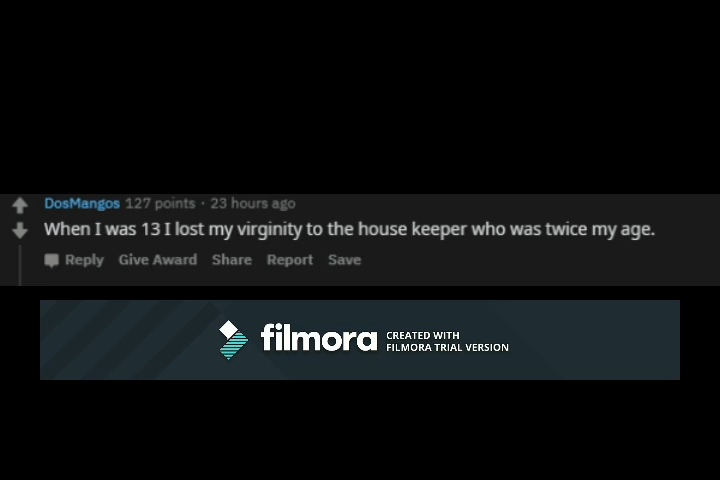 DosMangos 127 points · 23 hours ago
When I was 13 I lost my virginity to the house keeper who was twice my age.
Reply Give Award Share Report Save
filmora CREATED WITH
FILMORA TRIAL VERSION